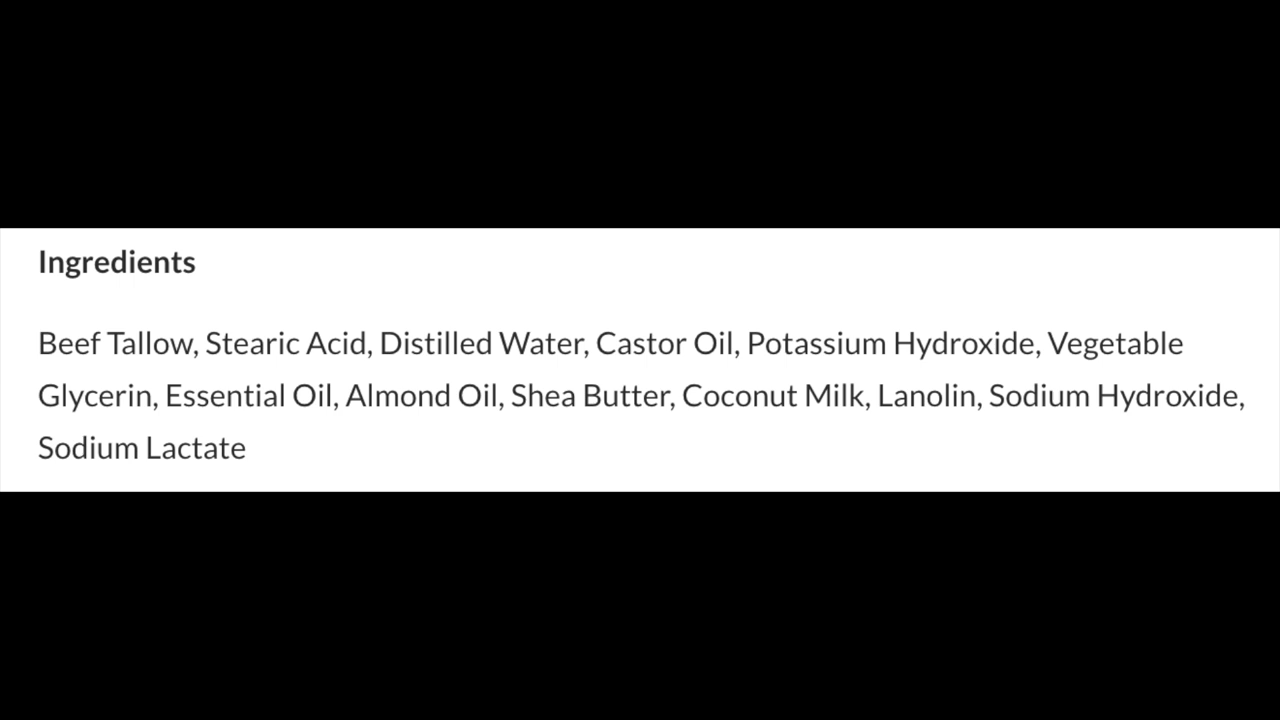 Ingredients
Beef Tallow, Stearic Acid, Distilled Water, Castor Oil, Potassium Hydroxide, Vegetable
Glycerin, Essential Oil, Almond Oil, Shea Butter, Coconut Milk, Lanolin, Sodium Hydroxide,
Sodium Lactate